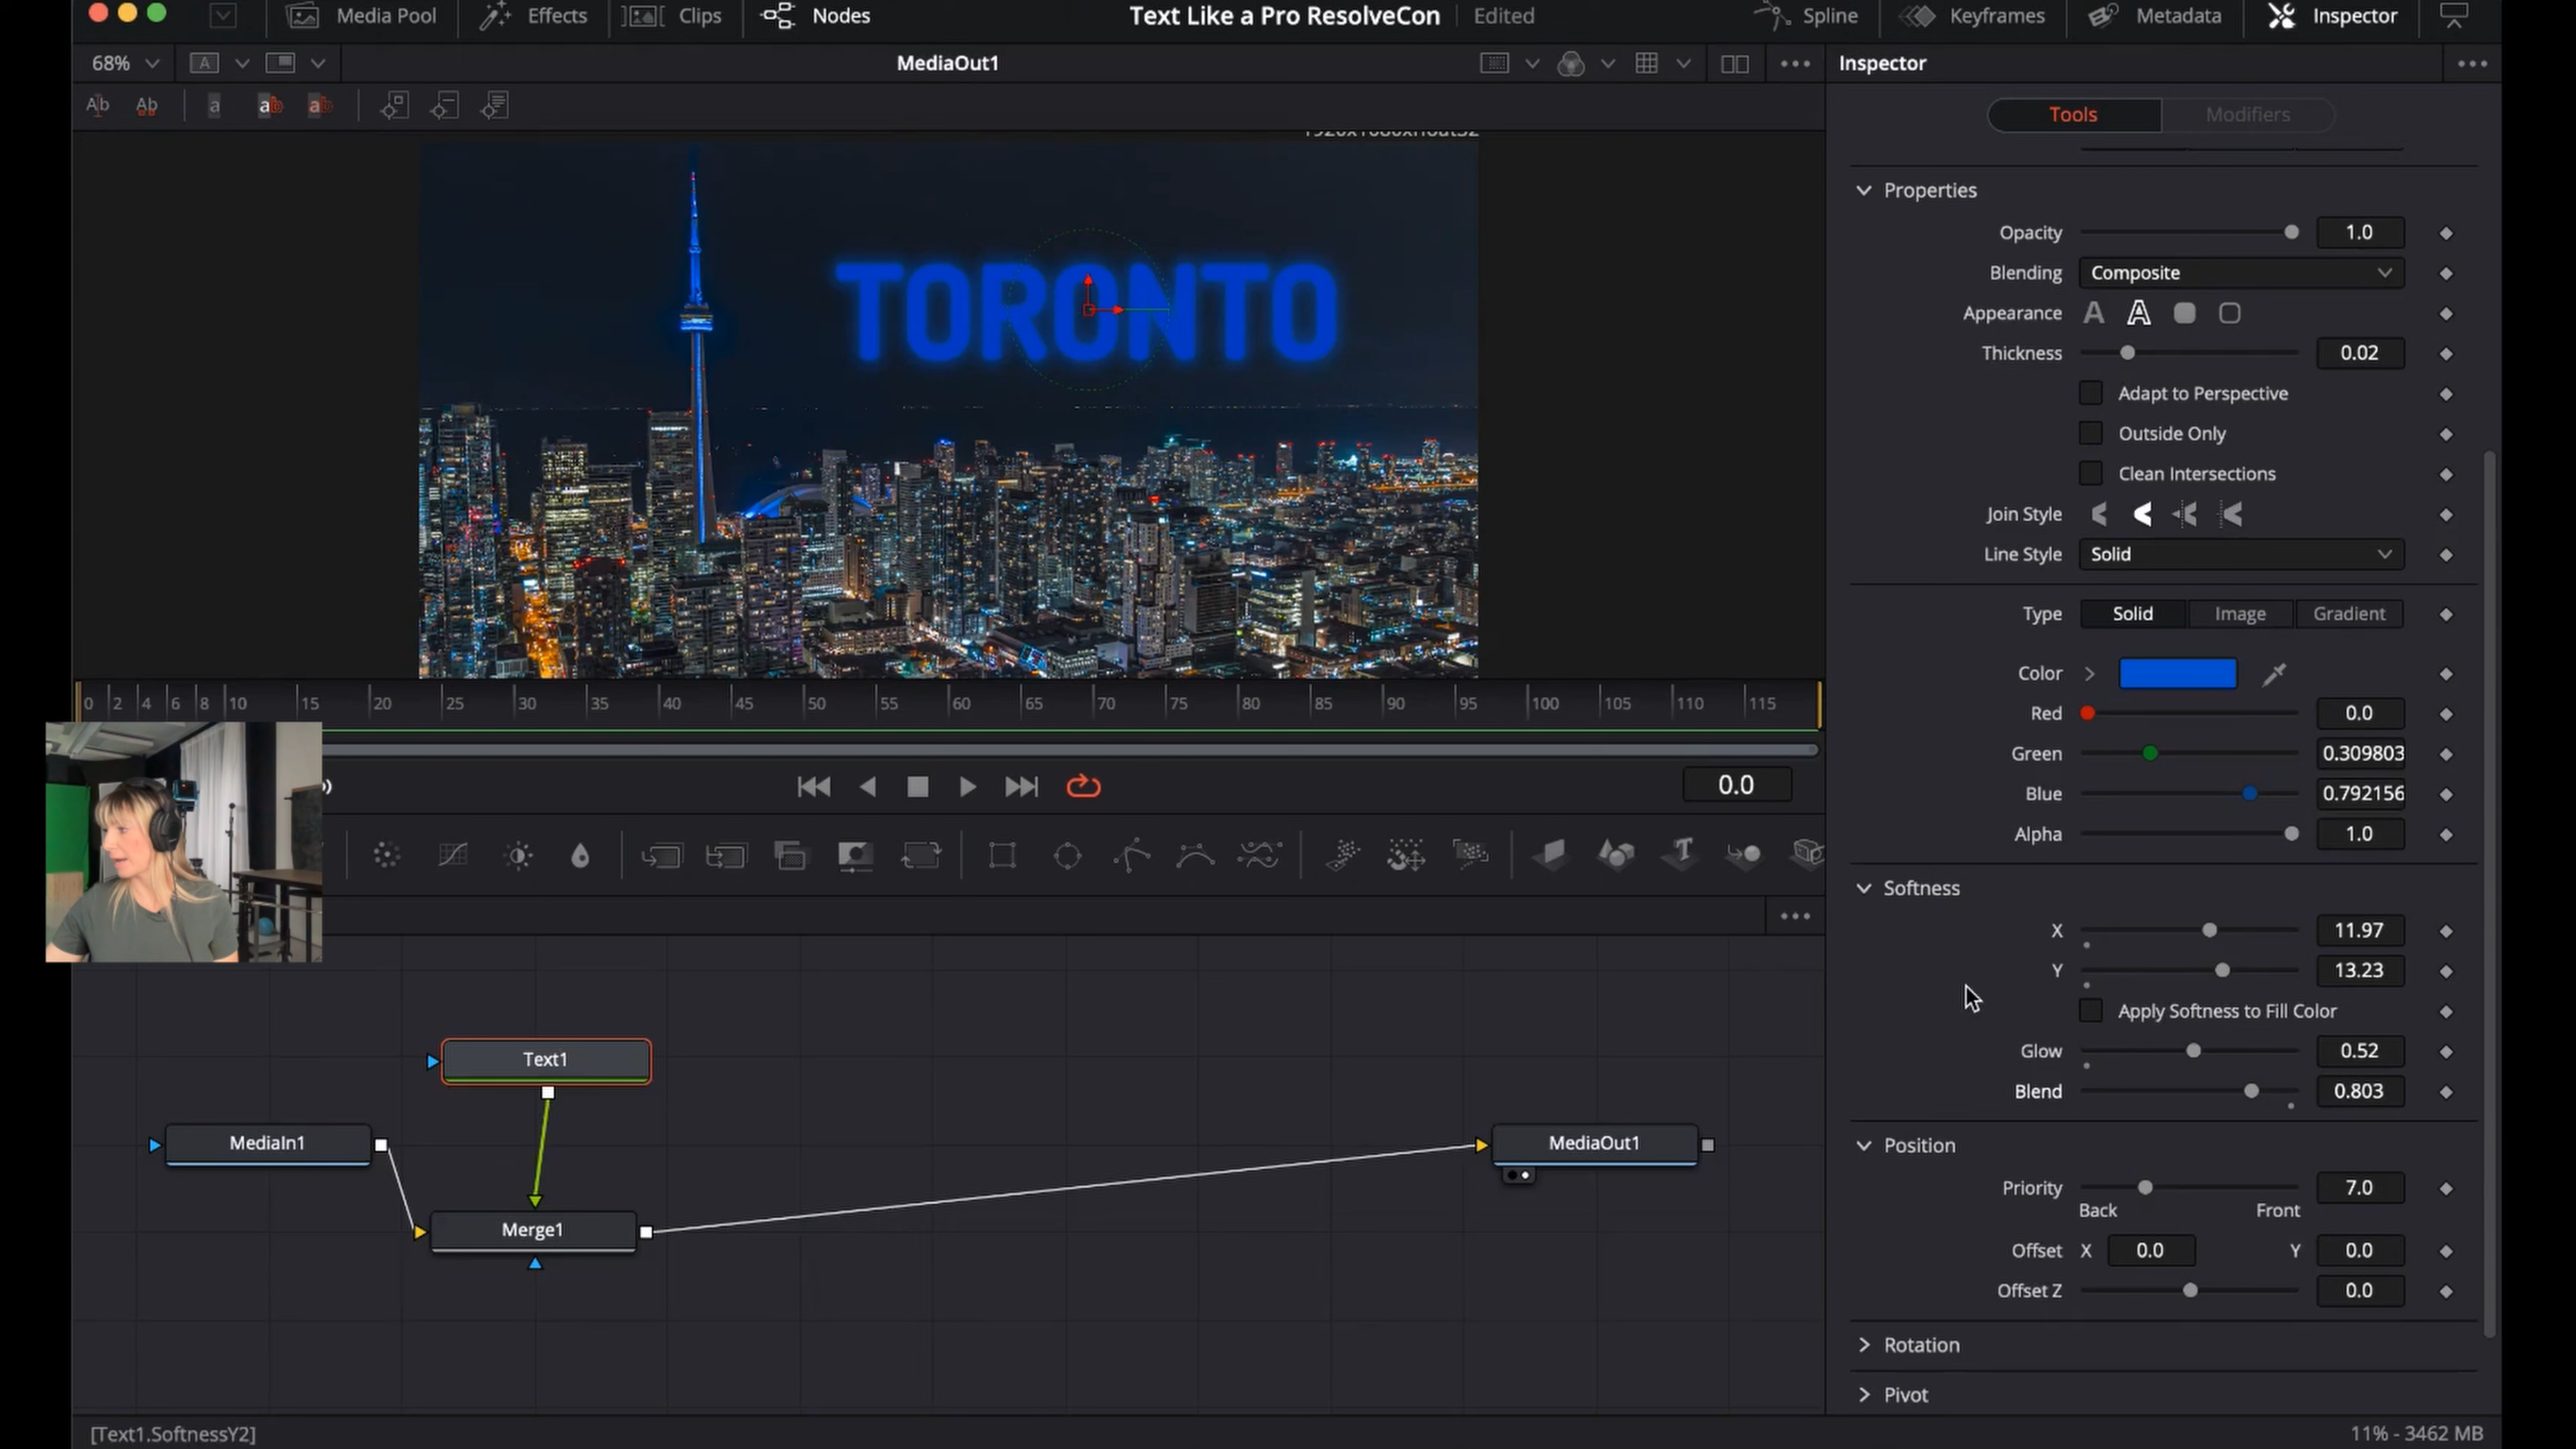 Media Pool Effects Clips Nodes Text Like a Pro ResolveCon Edited Spline Keyframes Metadata Inspector
68% A MediaOut1 Inspector
Ab Ab a ab ab
Tools Modifiers
TORONTO
Properties
Opacity 1.0
Blending Composite
Appearance A A
Thickness 0.02
Adapt to Perspective
Outside Only
Clean Intersections
Join Style
Line Style Solid
Type Solid Image Gradient
Color
Red 0.0
Green 0.309803
Blue 0.792156
Alpha 1.0
0 2 4 6 8 10 15 20 25 30 35 40 45 50 55 60 65 70 75 80 85 90 95 100 105 110 115
0.0
T
Softness
X 11.97
Y 13.23
Apply Softness to Fill Color
Glow 0.52
Blend 0.803
Position
Priority 7.0
Back Front
Offset X 0.0 Y 0.0
Offset Z 0.0
Rotation
Pivot
Text1
MediaIn1
Merge1
MediaOut1
[Text1.SoftnessY2]
11% - 3462 MB